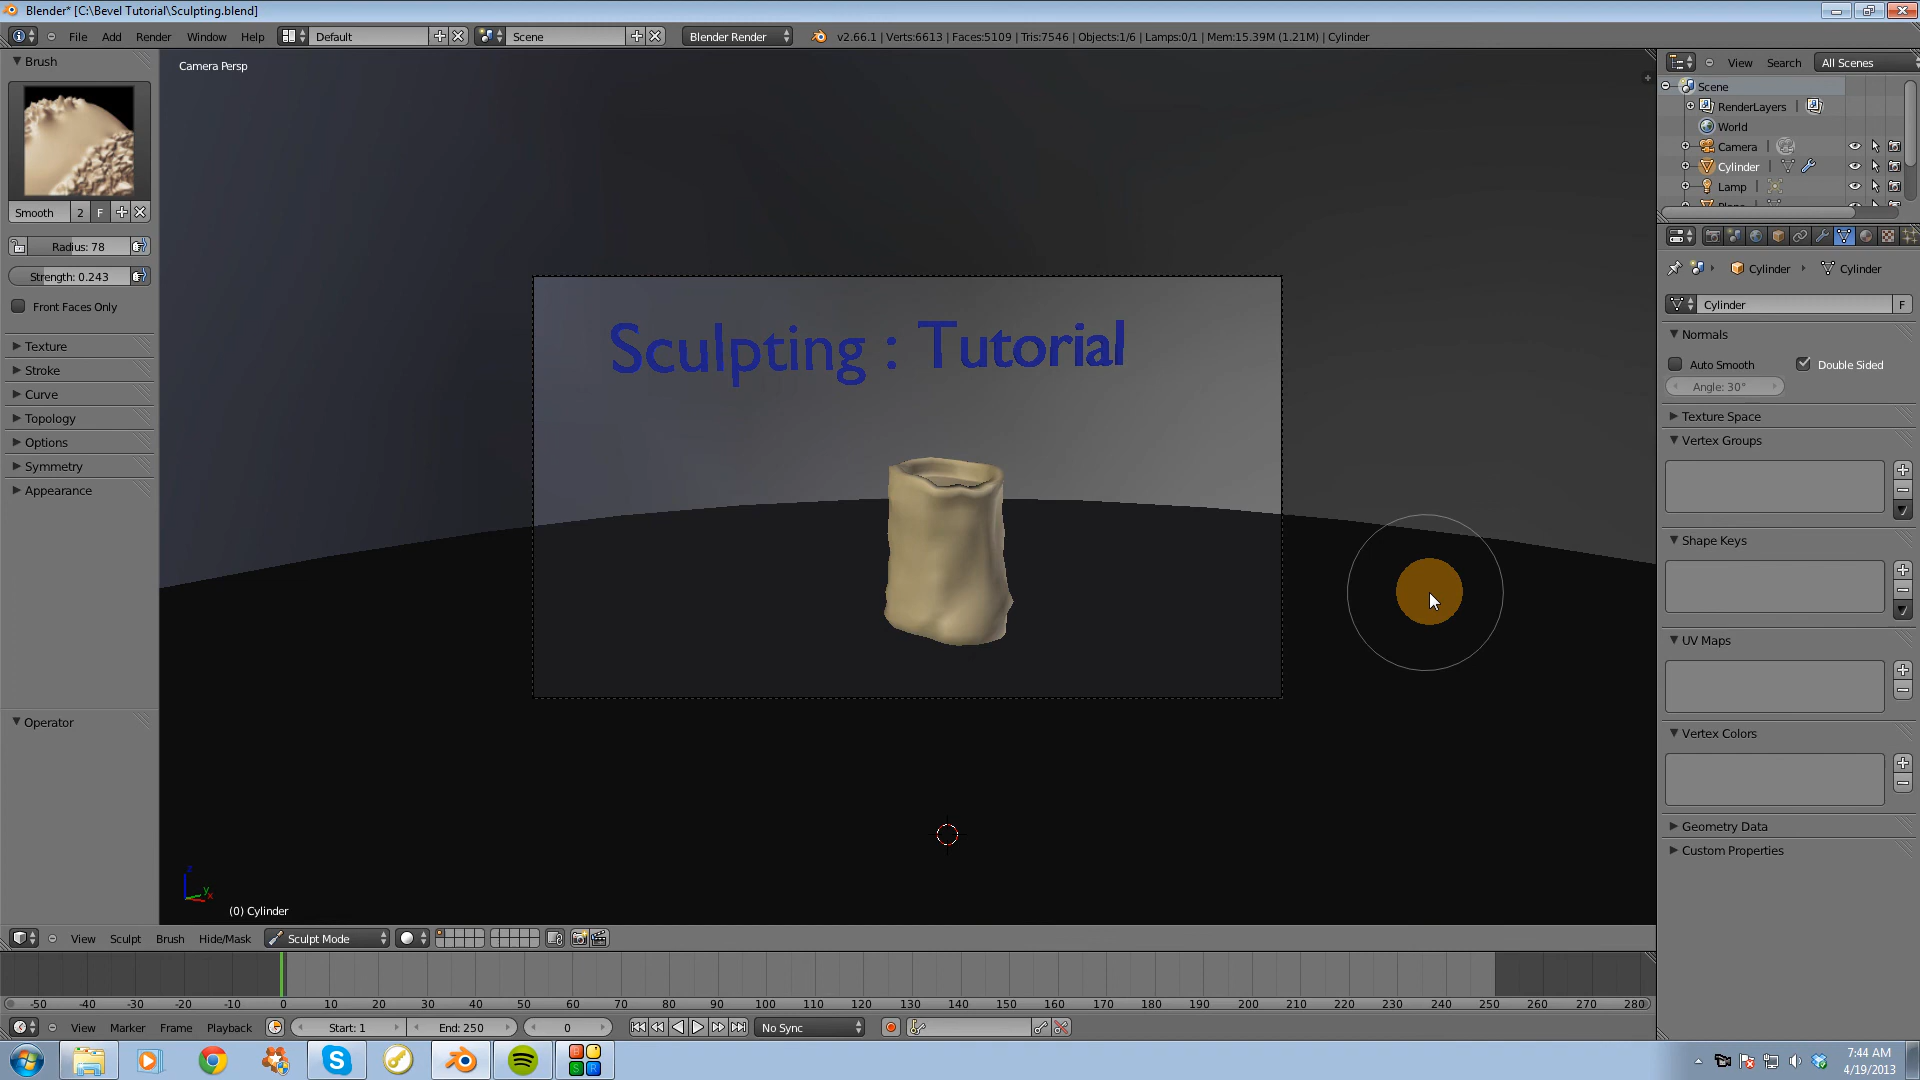 Blender* [C:\Bevel Tutorial\Sculpting.blend]
File Add Render Window Help Default Scene Blender Render v2.66.1 | Verts:6613 | Faces:5109 | Tris:7546 | Objects:1/6 | Lamps:0/1 | Mem:15.39M (1.21M) | Cylinder
Brush
Smooth 2 F
Radius: 78
Strength: 0.243
Front Faces Only
Texture
Stroke
Curve
Topology
Options
Symmetry
Appearance
Operator
Camera Persp
Sculpting : Tutorial
(0) Cylinder
View Search All Scenes
Scene
RenderLayers
World
Camera
Cylinder
Lamp
Cylinder Cylinder
Cylinder F
Normals
Auto Smooth Double Sided
Angle: 30°
Texture Space
Vertex Groups
Shape Keys
UV Maps
Vertex Colors
Geometry Data
Custom Properties
View Sculpt Brush Hide/Mask Sculpt Mode
-50 -40 -30 -20 -10 0 10 20 30 40 50 60 70 80 90 100 110 120 130 140 150 160 170 180 190 200 210 220 230 240 250 260 270 280
View Marker Frame Playback Start: 1 End: 250 0 No Sync
7:44 AM
4/19/2013